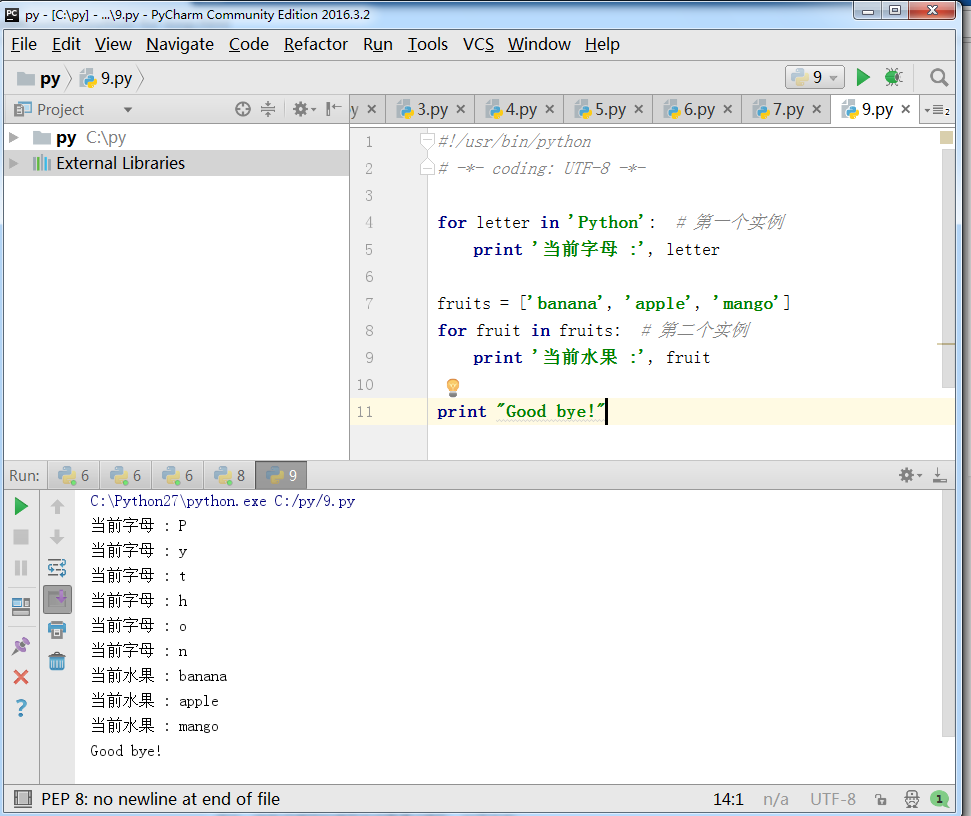 py - [C:\py] - ...\9.py - PyCharm Community Edition 2016.3.2
File Edit View Navigate Code Refactor Run Tools VCS Window Help
py 9.py 9
Project y 3.py 4.py 5.py 6.py 7.py 9.py 2
py C:\py
External Libraries
1 #!/usr/bin/python
2 # -*- coding: UTF-8 -*-
3
4 for letter in 'Python': # 第一个实例
5 print '当前字母 :', letter
6
7 fruits = ['banana', 'apple', 'mango']
8 for fruit in fruits: # 第二个实例
9 print '当前水果 :', fruit
10
11 print "Good bye!"
Run: 6 6 6 8 9
C:\Python27\python.exe C:/py/9.py
当前字母 : P
当前字母 : y
当前字母 : t
当前字母 : h
当前字母 : o
当前字母 : n
当前水果 : banana
当前水果 : apple
当前水果 : mango
Good bye!
PEP 8: no newline at end of file 14:1 n/a UTF-8 1